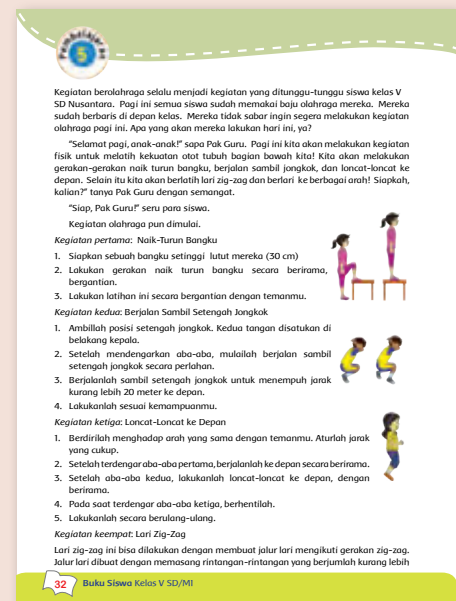 Pembelajaran ke
5
Kegiatan berolahraga selalu menjadi kegiatan yang ditunggu-tunggu siswa kelas V
SD Nusantara. Pagi ini semua siswa sudah memakai baju olahraga mereka. Mereka
sudah berbaris di depan kelas. Mereka tidak sabar ingin segera melakukan kegiatan
olahraga pagi ini. Apa yang akan mereka lakukan hari ini, ya?
“Selamat pagi, anak-anak!” sapa Pak Guru. Pagi ini kita akan melakukan kegiatan
fisik untuk melatih kekuatan otot tubuh bagian bawah kita! Kita akan melakukan
gerakan-gerakan naik turun bangku, berjalan sambil jongkok, dan loncat-loncat ke
depan. Selain itu kita akan berlatih lari zig-zag dan berlari ke berbagai arah! Siapkah,
kalian?” tanya Pak Guru dengan semangat.
“Siap, Pak Guru!” seru para siswa.
Kegiatan olahraga pun dimulai.
Kegiatan pertama: Naik-Turun Bangku
1. Siapkan sebuah bangku setinggi lutut mereka (30 cm)
2. Lakukan gerakan naik turun bangku secara berirama,
bergantian.
3. Lakukan latihan ini secara bergantian dengan temanmu.
Kegiatan kedua: Berjalan Sambil Setengah Jongkok
1. Ambillah posisi setengah jongkok. Kedua tangan disatukan di
belakang kepala.
2. Setelah mendengarkan aba-aba, mulailah berjalan sambil
setengah jongkok secara perlahan.
3. Berjalanlah sambil setengah jongkok untuk menempuh jarak
kurang lebih 20 meter ke depan.
4. Lakukanlah sesuai kemampuanmu.
Kegiatan ketiga: Loncat-Loncat ke Depan
1. Berdirilah menghadap arah yang sama dengan temanmu. Aturlah jarak
yang cukup.
2. Setelah terdengar aba-aba pertama, berjalanlah ke depan secara berirama.
3. Setelah aba-aba kedua, lakukanlah loncat-loncat ke depan, dengan
berirama.
4. Pada saat terdengar aba-aba ketiga, berhentilah.
5. Lakukanlah secara berulang-ulang.
Kegiatan keempat: Lari Zig-Zag
Lari zig-zag ini bisa dilakukan dengan membuat jalur lari mengikuti gerakan zig-zag.
Jalur lari dibuat dengan memasang rintangan-rintangan yang berjumlah kurang lebih
32 Buku Siswa Kelas V SD/MI